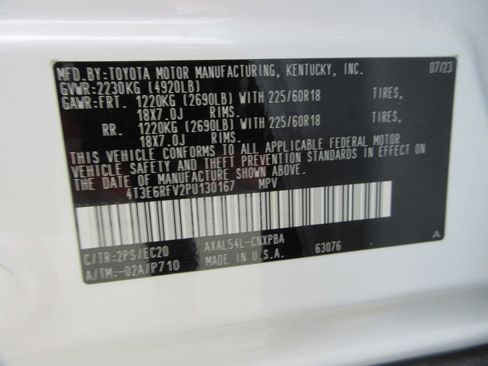 MFD.BY:TOYOTA MOTOR MANUFACTURING, KENTUCKY, INC. 07/23
GVWR:2230KG (4920LB)
GAWR:FRT. 1220KG (2690LB) WITH 225/60R18 TIRES,
18X7.0J RIMS.
RR. 1220KG (2690LB) WITH 225/60R18 TIRES,
18X7.0J RIMS.
THIS VEHICLE CONFORMS TO ALL APPLICABLE FEDERAL MOTOR
VEHICLE SAFETY AND THEFT PREVENTION STANDARDS IN EFFECT
ON THE DATE OF MANUFACTURE SHOWN ABOVE.
4T3E6RFV2PU130167 MPV
C/TR:2PS/EC20 AXAL54L-CNXPBA 63076
A/TM:-02A/P710 MADE IN U.S.A. A